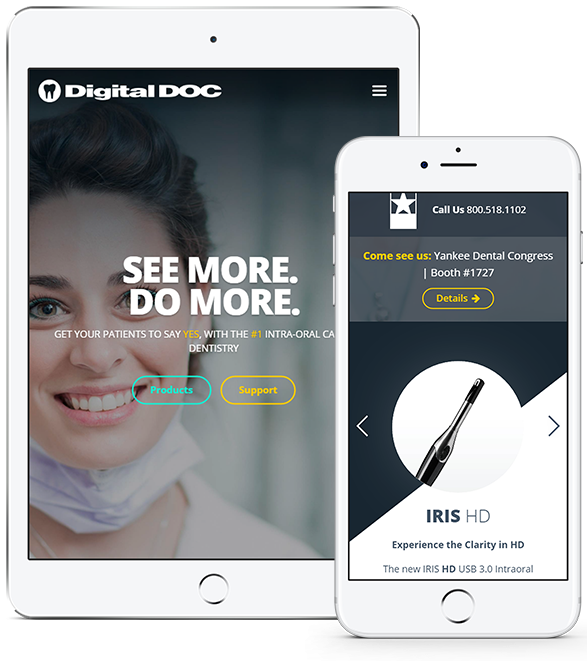 Digital DOC
SEE MORE.
DO MORE.
GET YOUR PATIENTS TO SAY YES, WITH THE #1 INTRA-ORAL
DENTISTRY
Products
Support
Call Us 800.518.1102
Come see us: Yankee Dental Congress
| Booth #1727
Details
IRIS HD
Experience the Clarity in HD
The new IRIS HD USB 3.0 Intraoral